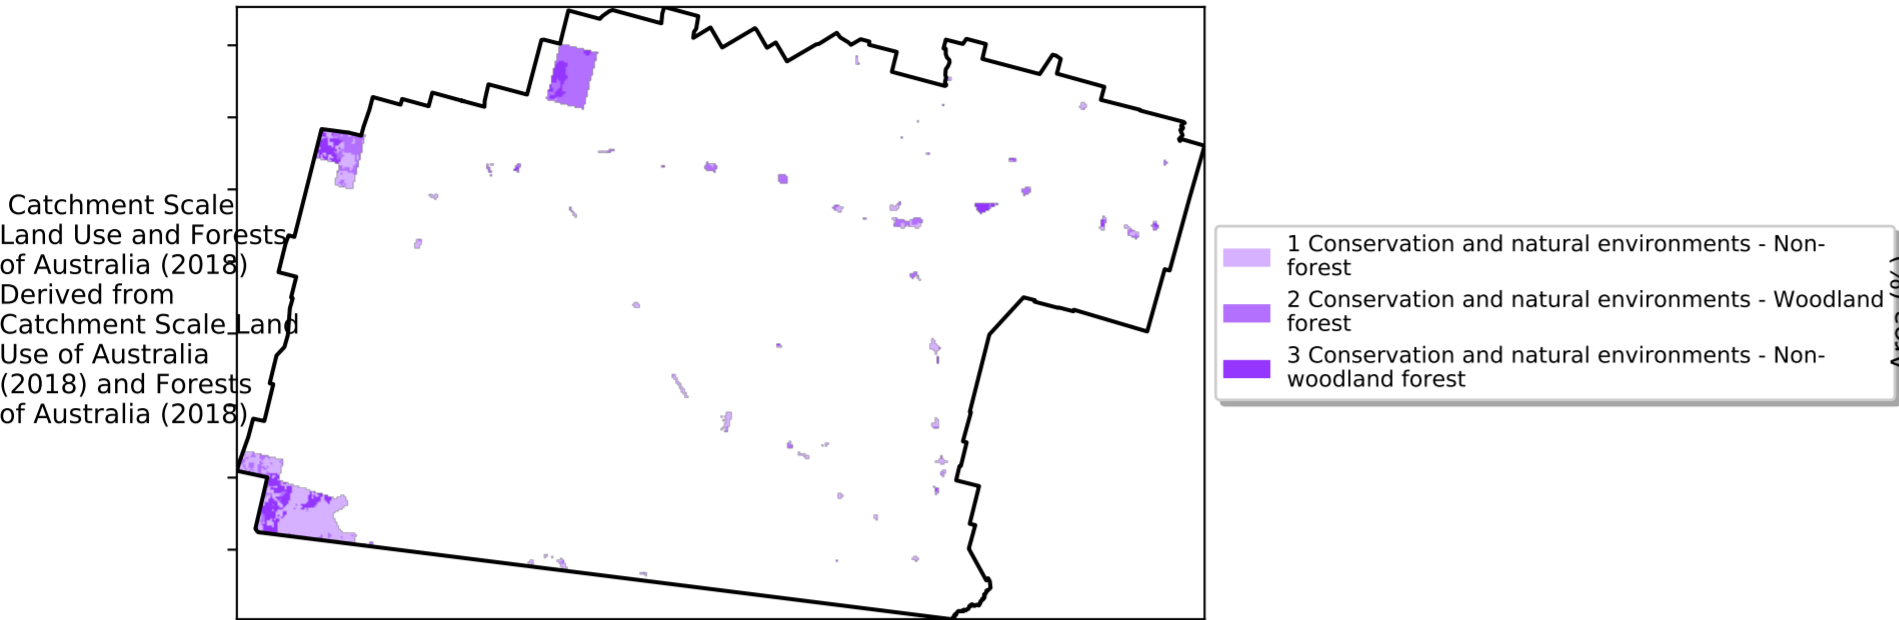 Catchment Scale
Land Use and Forests
of Australia (2018)
Derived from
Catchment Scale Land
Use of Australia
(2018) and Forests
of Australia (2018)
1 Conservation and natural environments - Non-
forest
2 Conservation and natural environments - Woodland
forest
3 Conservation and natural environments - Non-
woodland forest